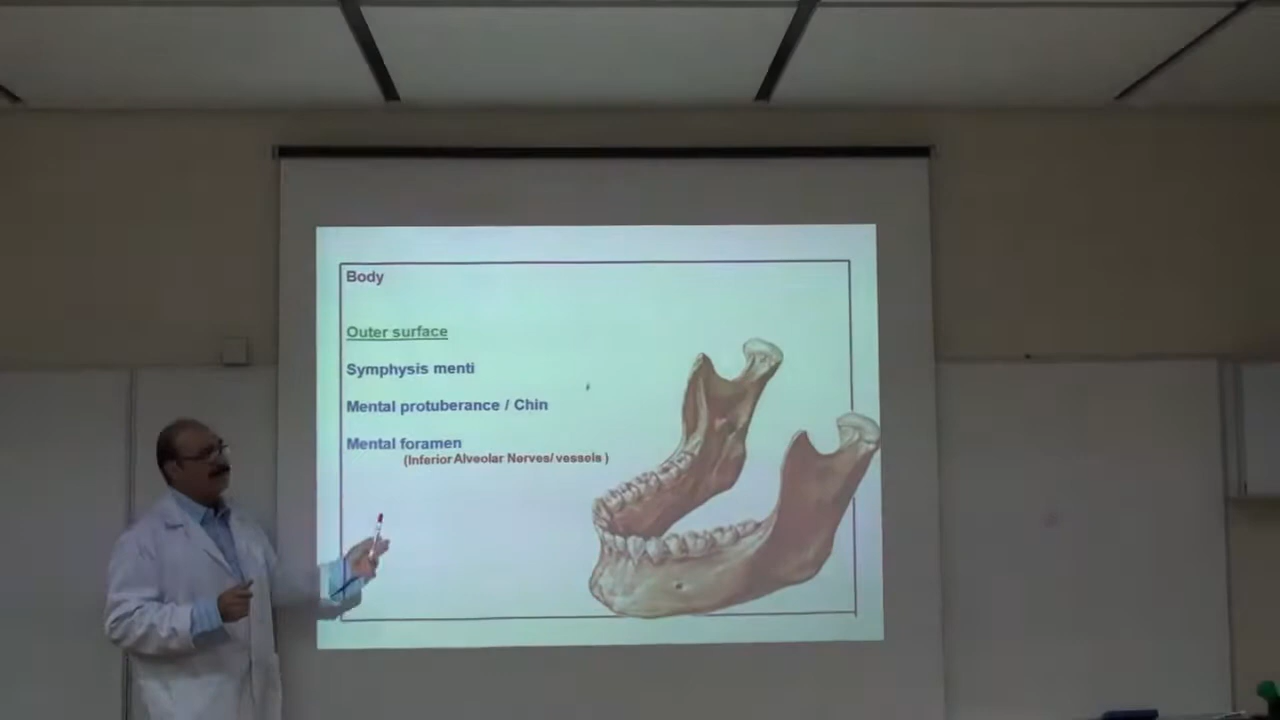 Body
Outer surface
Symphysis menti
Mental protuberance / Chin
Mental foramen
(Inferior Alveolar Nerves/ vessels )